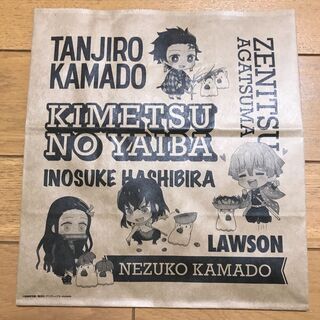 TANJIRO
KAMADO
ZENITSU
AGATSUMA
KIMETSU
NO YAIBA
INOSUKE HASHIBIRA
LAWSON
NEZUKO KAMADO